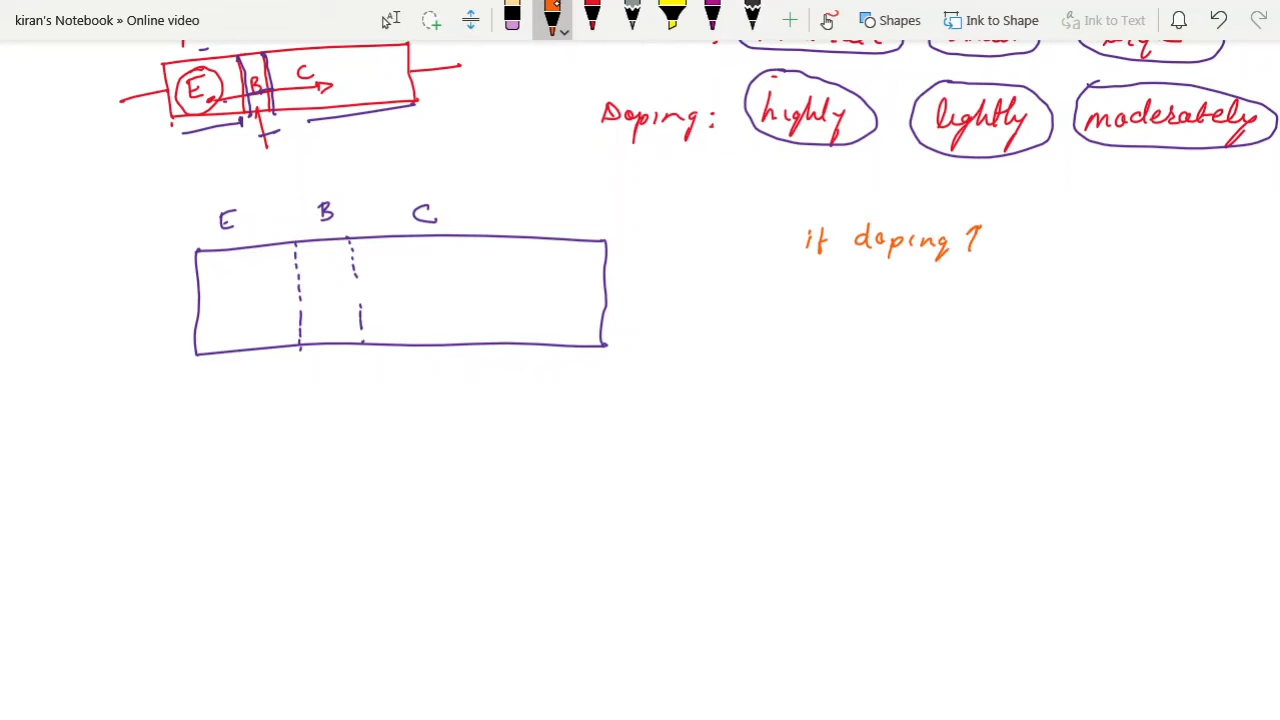 kiran's Notebook » Online video
Shapes
Ink to Shape
Ink to Text
E B C
Doping: highly lightly moderately
E B C
if doping ↑